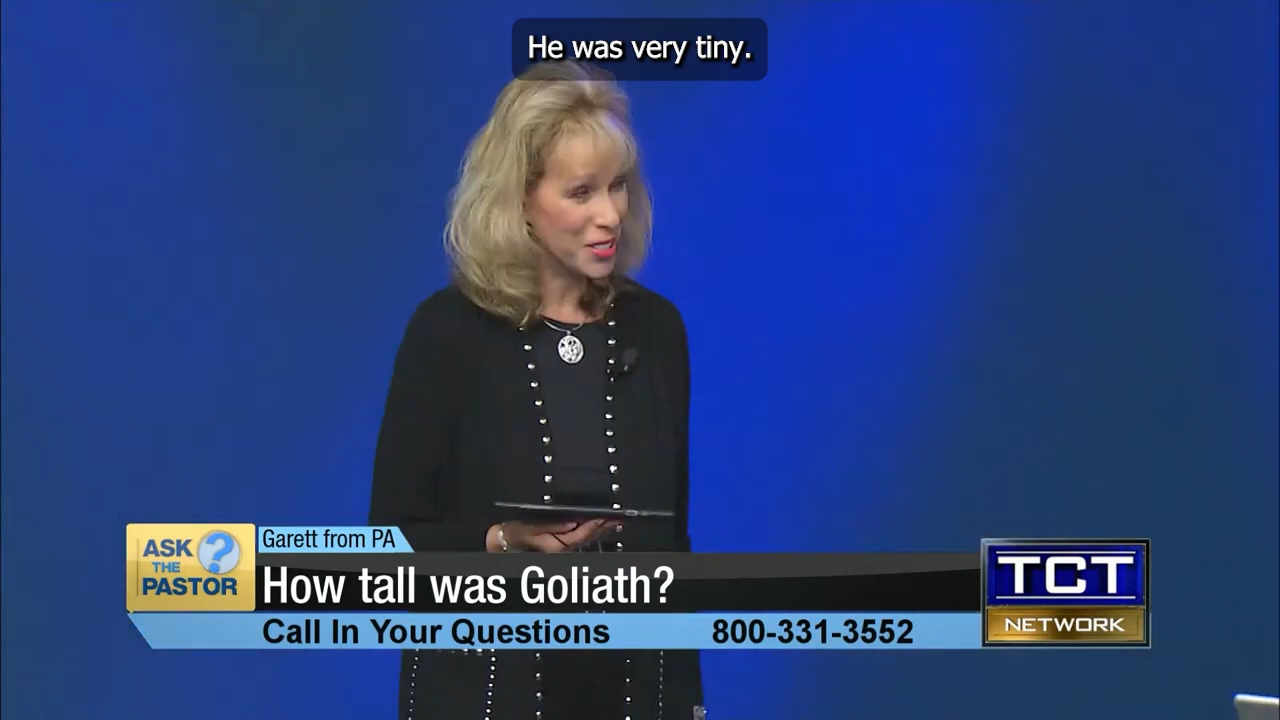 He was very tiny.
Garett from PA
ASK
THE
PASTOR
?
How tall was Goliath?
Call In Your Questions 800-331-3552
TCT
NETWORK